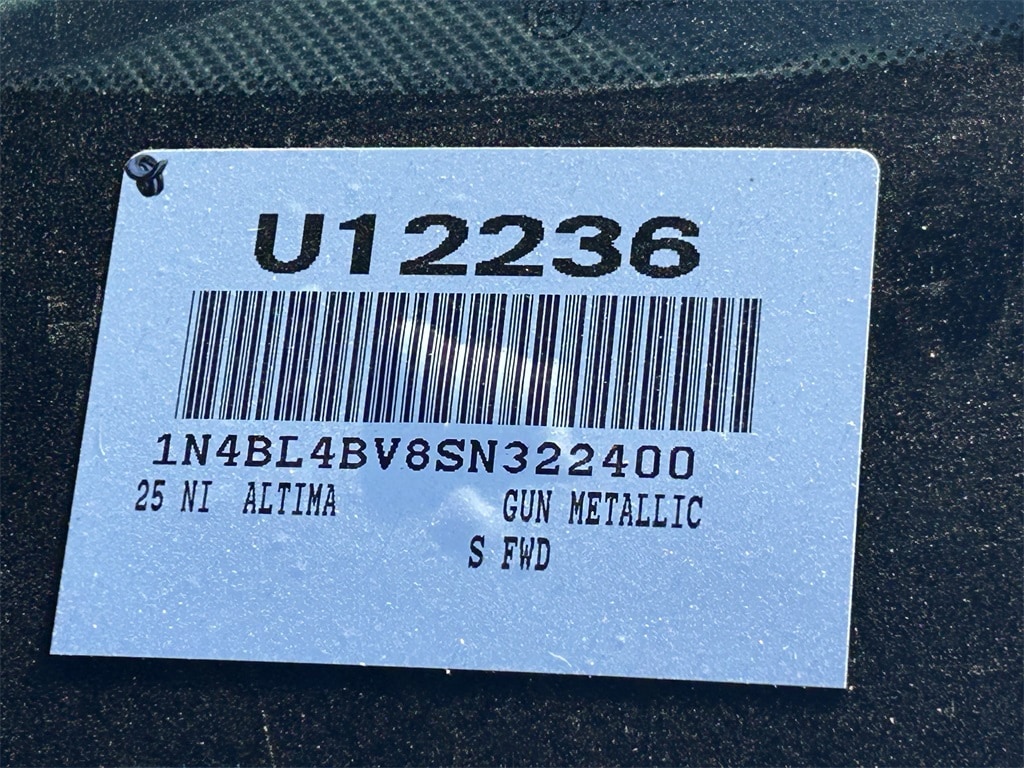 U12236
1N4BL4BV8SN322400
25 NI ALTIMA GUN METALLIC
S FWD